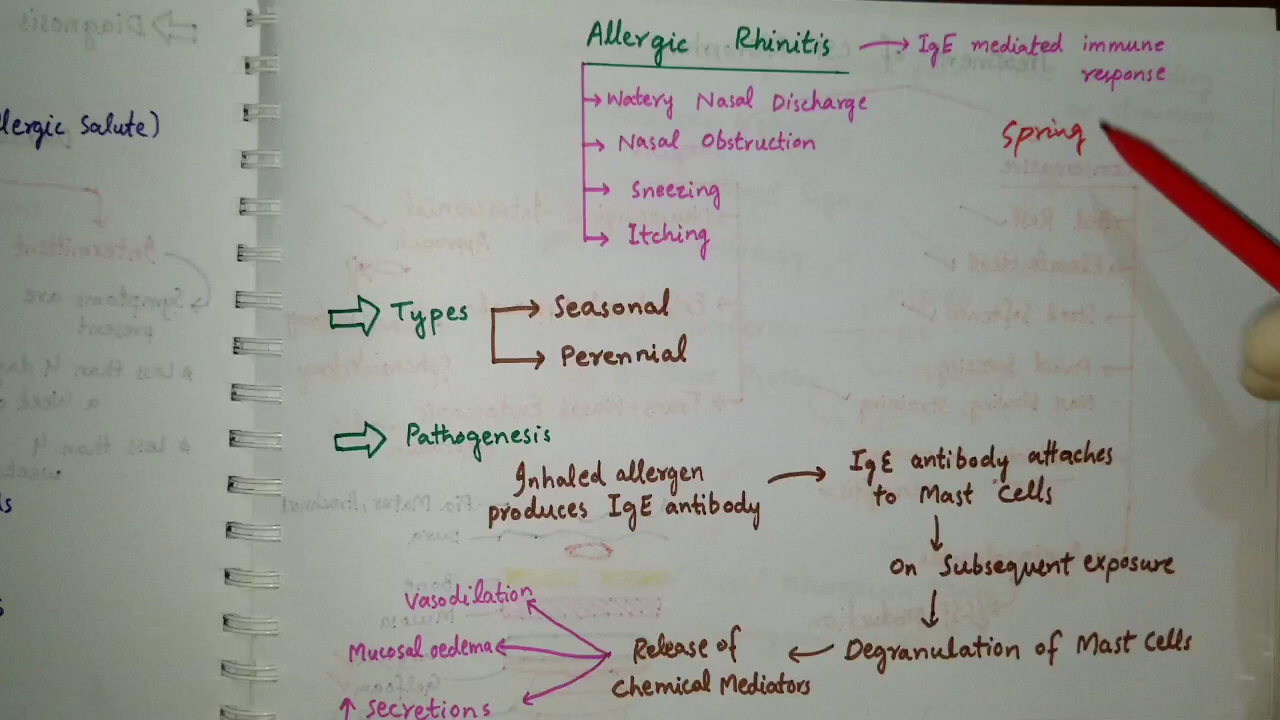 Allergic Rhinitis → IgE mediated immune
response
→ Watery Nasal Discharge
→ Nasal Obstruction
→ Sneezing
→ Itching
Spring
llergic Salute)
⇒ Types → Seasonal
→ Perennial
⇒ Pathogenesis
Inhaled allergen
produces IgE antibody
→ IgE antibody attaches
to Mast Cells
↓
On Subsequent exposure
↓
Degranulation of Mast Cells
← Release of
Chemical Mediators
Vasodilation
Mucosal oedema
↑ Secretions